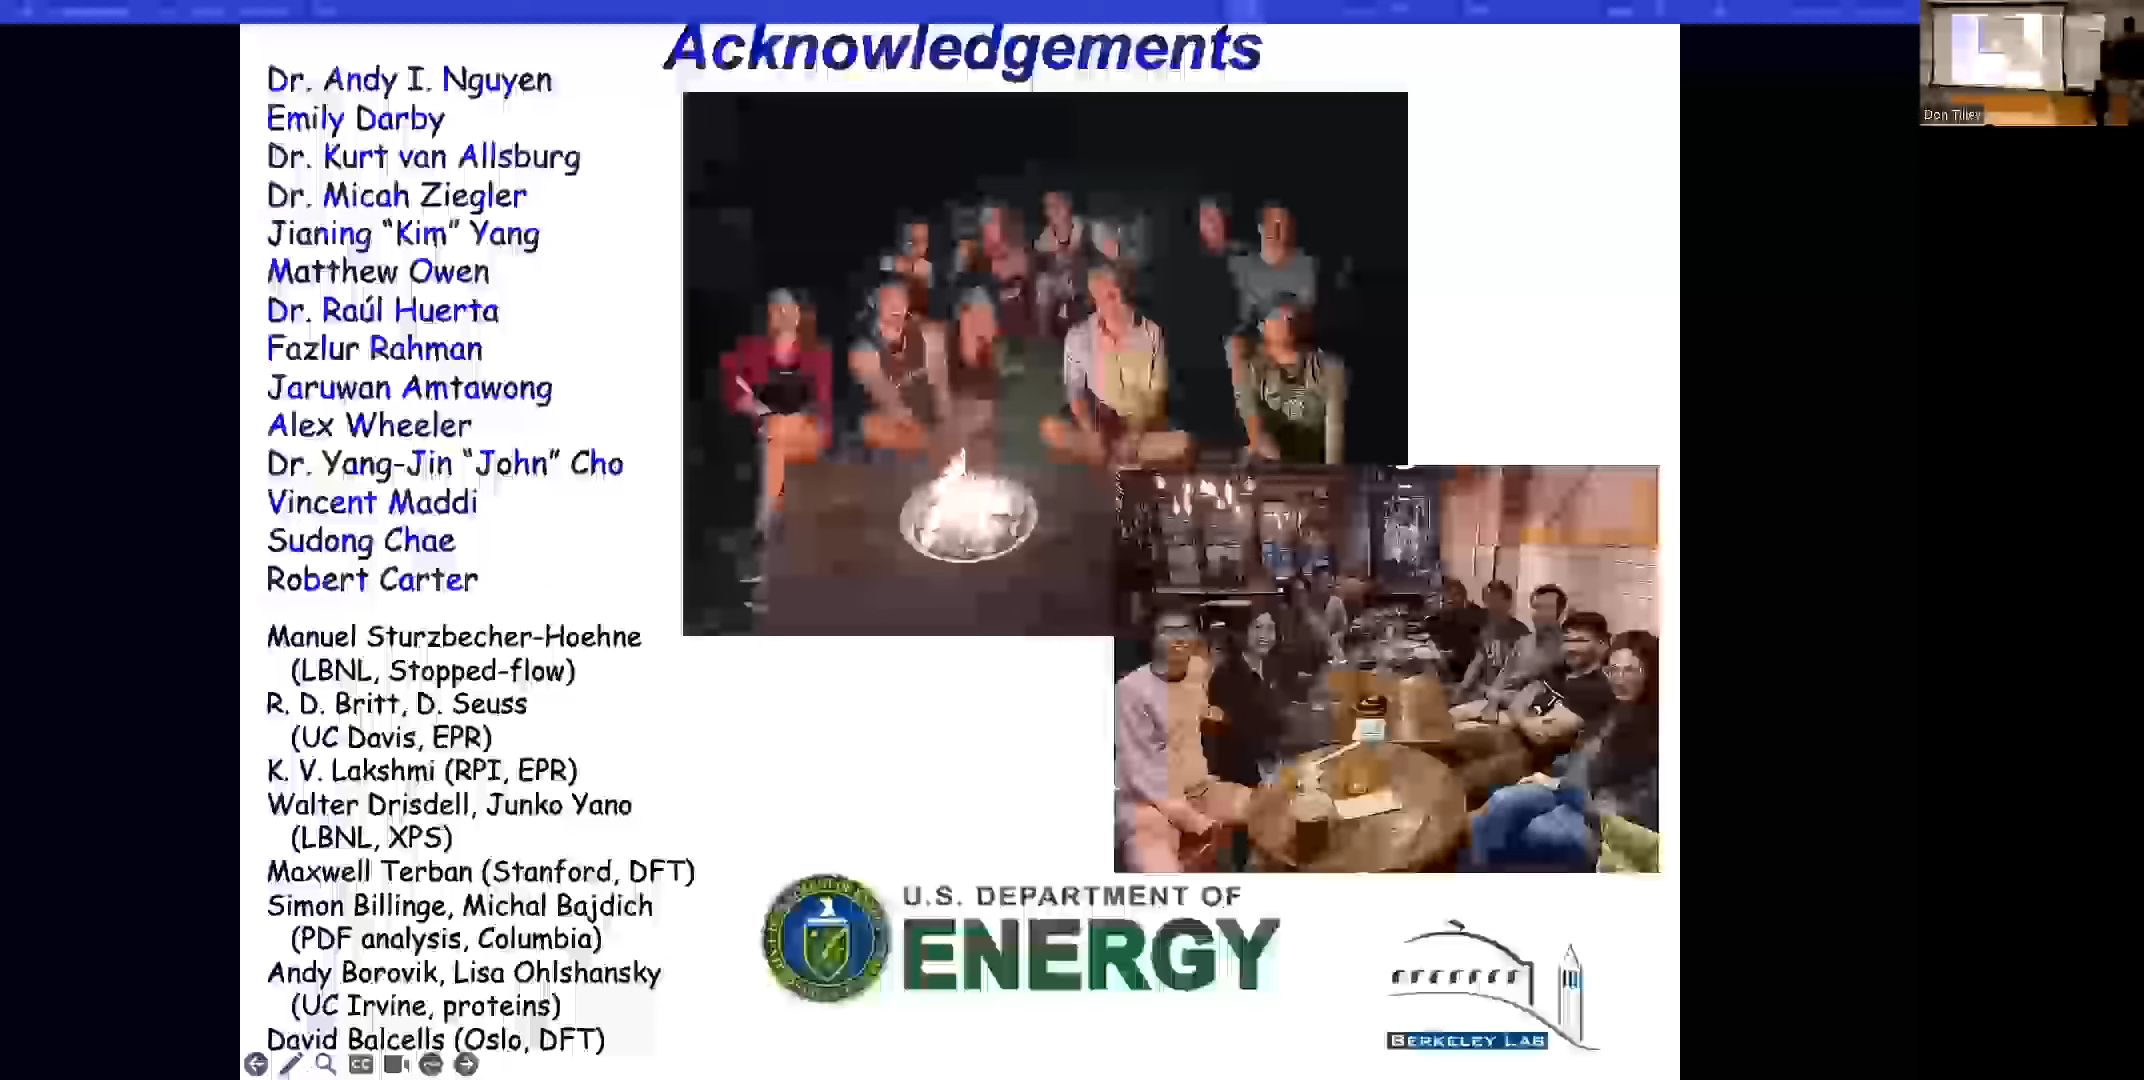 Acknowledgements
Dr. Andy I. Nguyen
Emily Darby
Dr. Kurt van Allsburg
Dr. Micah Ziegler
Jianing “Kim” Yang
Matthew Owen
Dr. Raúl Huerta
Fazlur Rahman
Jaruwan Amtawong
Alex Wheeler
Dr. Yang-Jin “John” Cho
Vincent Maddi
Sudong Chae
Robert Carter
Manuel Sturzbecher-Hoehne
(LBNL, Stopped-flow)
R. D. Britt, D. Seuss
(UC Davis, EPR)
K. V. Lakshmi (RPI, EPR)
Walter Drisdell, Junko Yano
(LBNL, XPS)
Maxwell Terban (Stanford, DFT)
Simon Billinge, Michal Bajdich
(PDF analysis, Columbia)
Andy Borovik, Lisa Ohlshansky
(UC Irvine, proteins)
David Balcells (Oslo, DFT)
U.S. DEPARTMENT OF
ENERGY
BERKELEY LAB
Don Tilley
CC